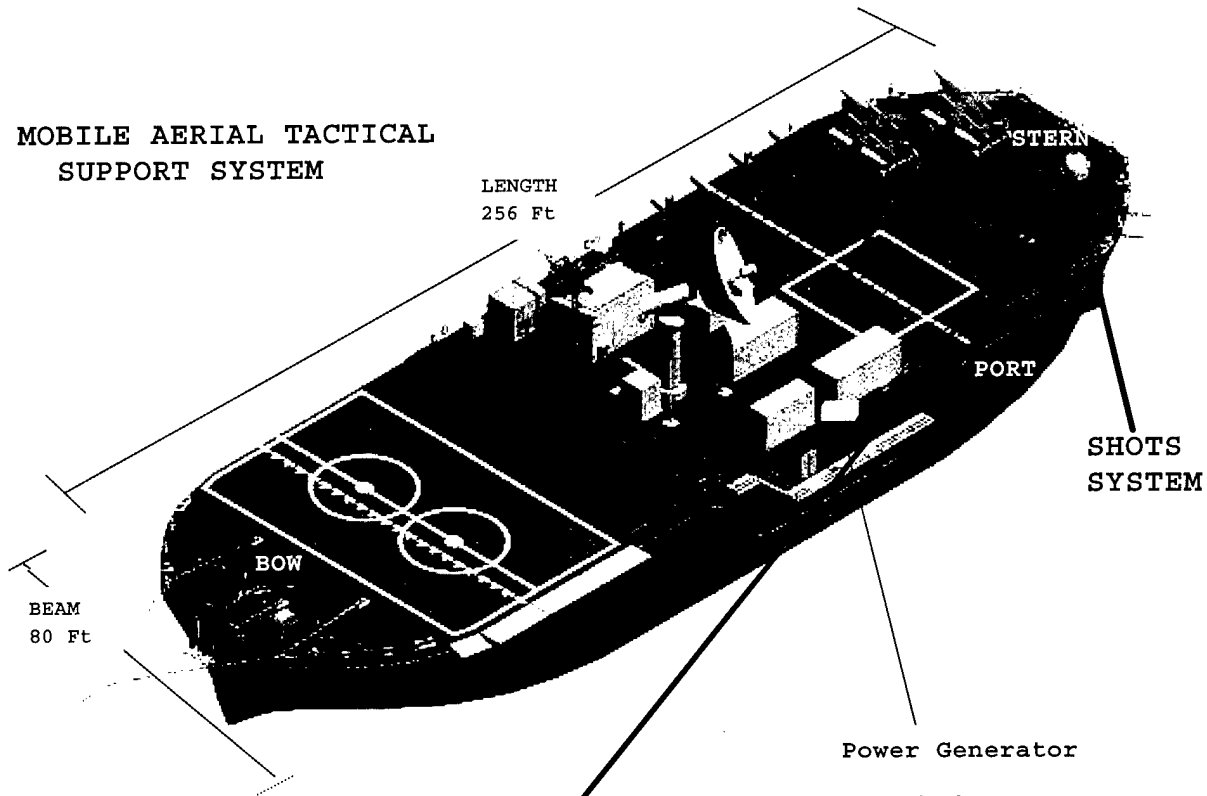 MOBILE AERIAL TACTICAL
SUPPORT SYSTEM
LENGTH
256 Ft
STERN
PORT
SHOTS
SYSTEM
BOW
BEAM
80 Ft
Power Generator